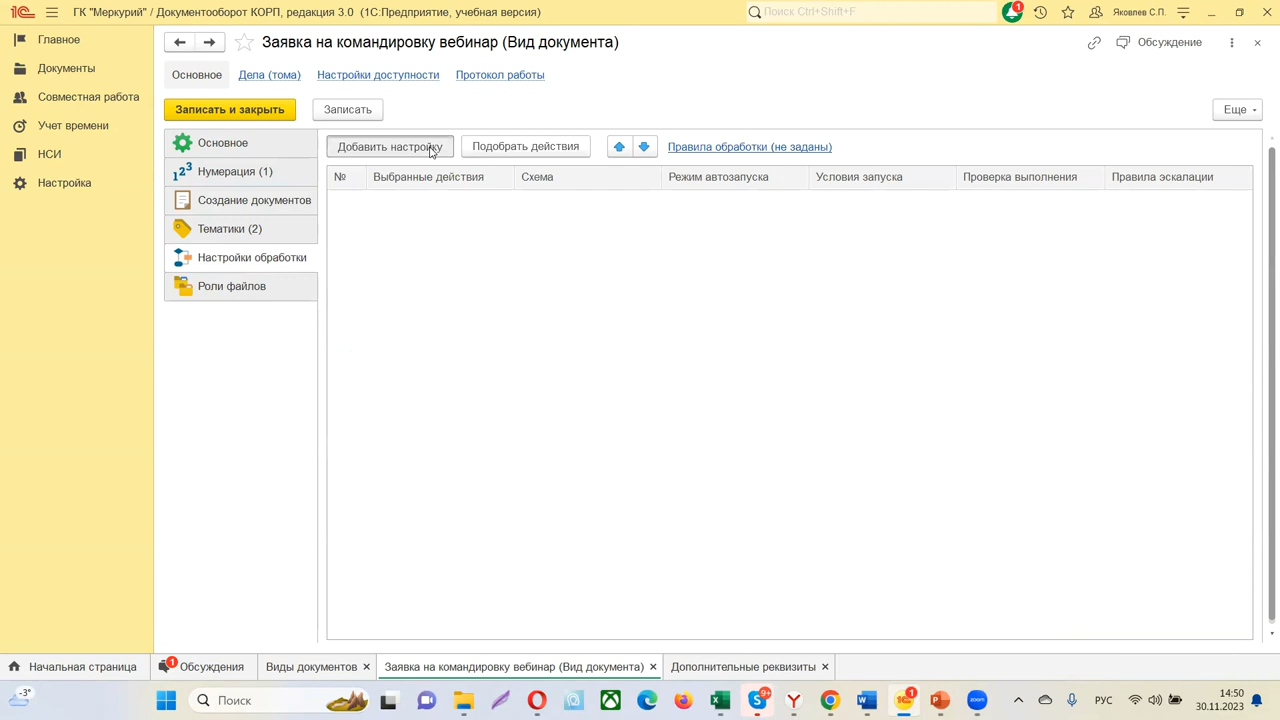 ГК "Меркурий" / Документооборот КОРП, редакция 3.0 (1С:Предприятие, учебная версия)
Поиск Ctrl+Shift+F
1
Яковлев С.П.
Главное
Документы
Совместная работа
Учет времени
НСИ
Настройка
Заявка на командировку вебинар (Вид документа)
Обсуждение
Основное
Дела (тома)
Настройки доступности
Протокол работы
Записать и закрыть
Записать
Еще
Основное
Нумерация (1)
Создание документов
Тематики (2)
Настройки обработки
Роли файлов
Добавить настройку
Подобрать действия
Правила обработки (не заданы)
№
Выбранные действия
Схема
Режим автозапуска
Условия запуска
Проверка выполнения
Правила эскалации
Начальная страница
1
Обсуждения
Виды документов
Заявка на командировку вебинар (Вид документа)
Дополнительные реквизиты
-3°
Поиск
9+
1
zoom
РУС
14:50
30.11.2023